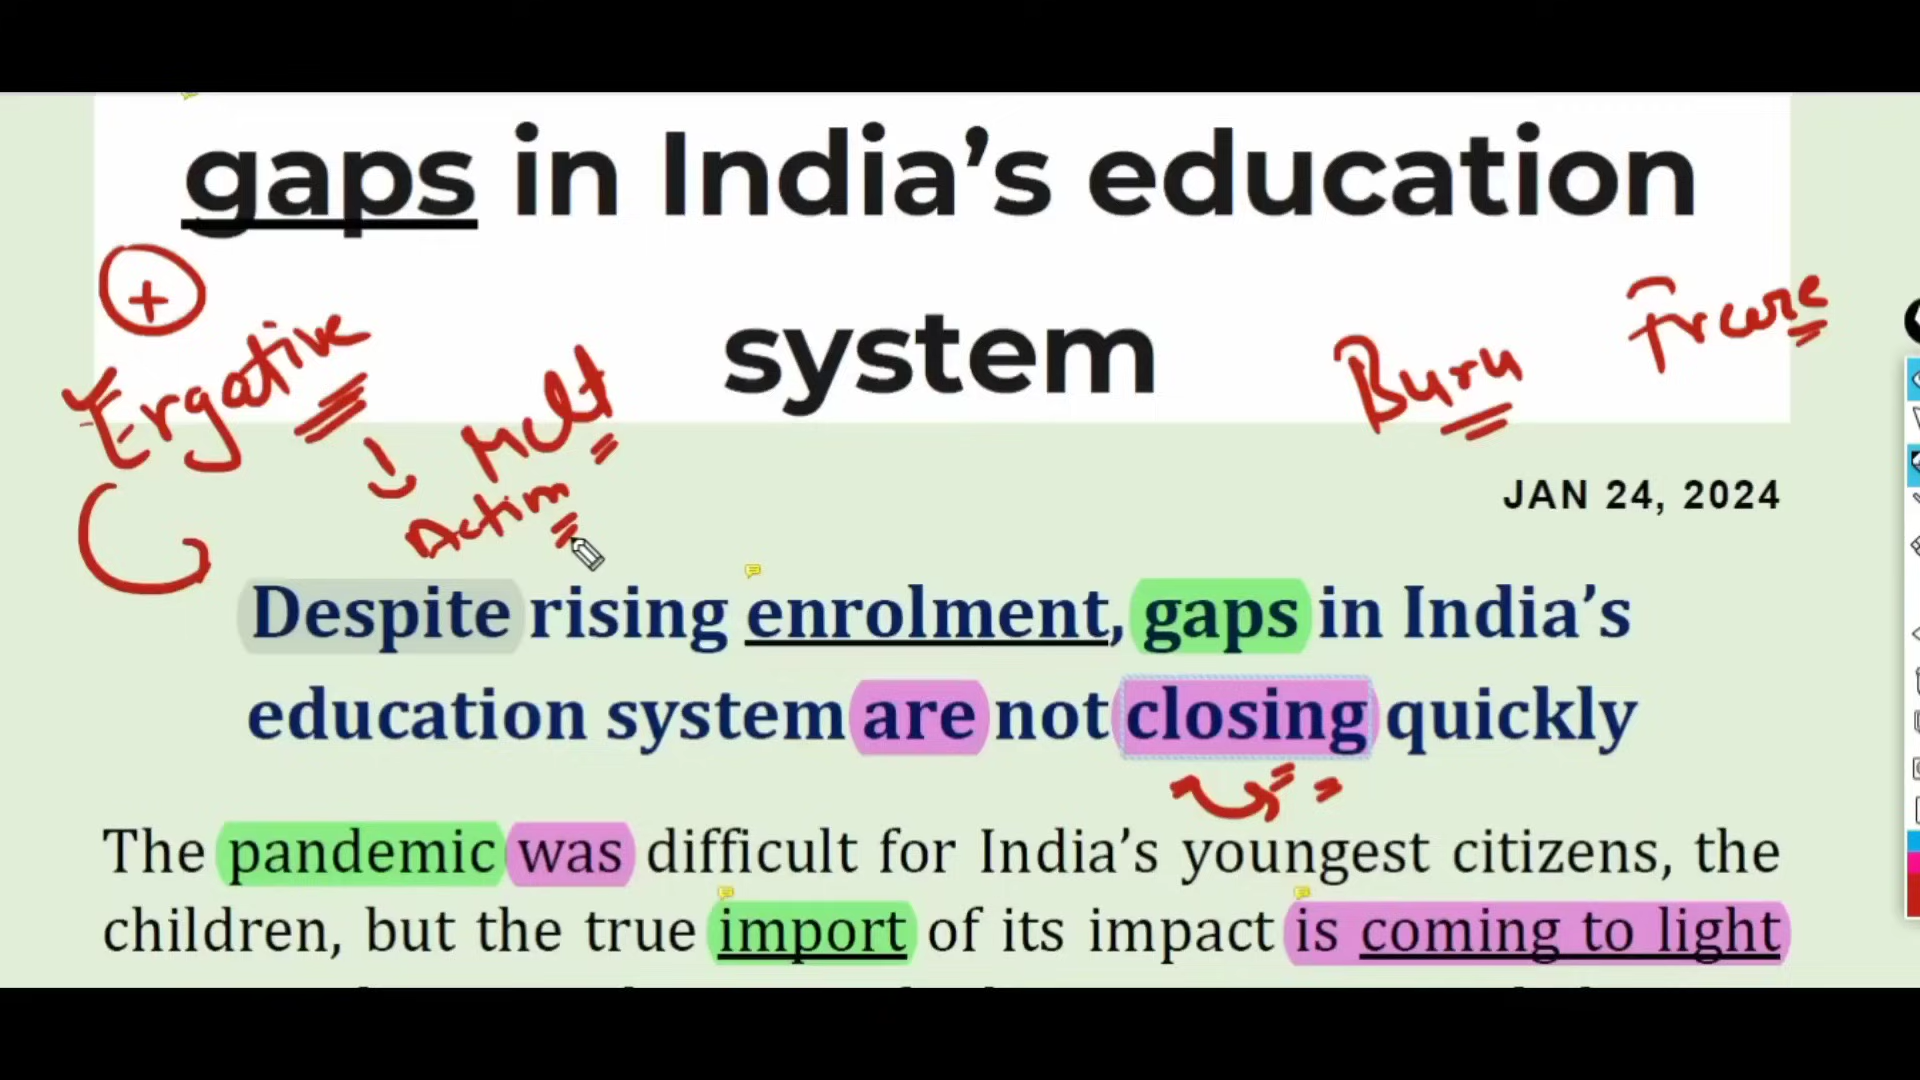 gaps in India’s education
system
Ergative
Melt
Action
Buru
JAN 24, 2024
Despite rising enrolment, gaps in India’s
education system are not closing quickly
The pandemic was difficult for India’s youngest citizens, the
children, but the true import of its impact is coming to light